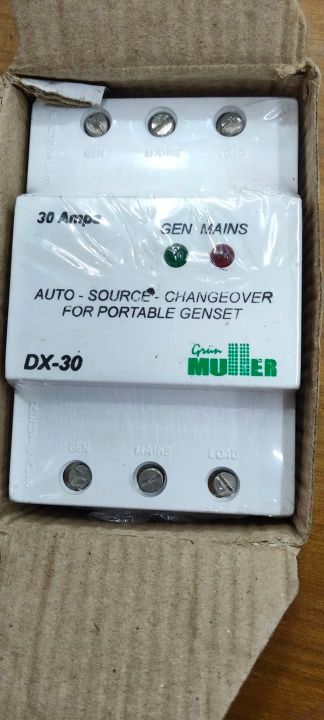 GEN MAINS LOAD
30 Amps
GEN MAINS
AUTO - SOURCE - CHANGEOVER
FOR PORTABLE GENSET
DX-30
Grün
MULLER
GEN MAINS LOAD